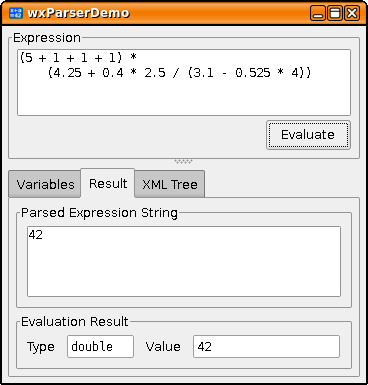 wxParserDemo
Expression
(5 + 1 + 1 + 1) *
(4.25 + 0.4 * 2.5 / (3.1 - 0.525 * 4))
Evaluate
Variables Result XML Tree
Parsed Expression String
42
Evaluation Result
Type double Value 42